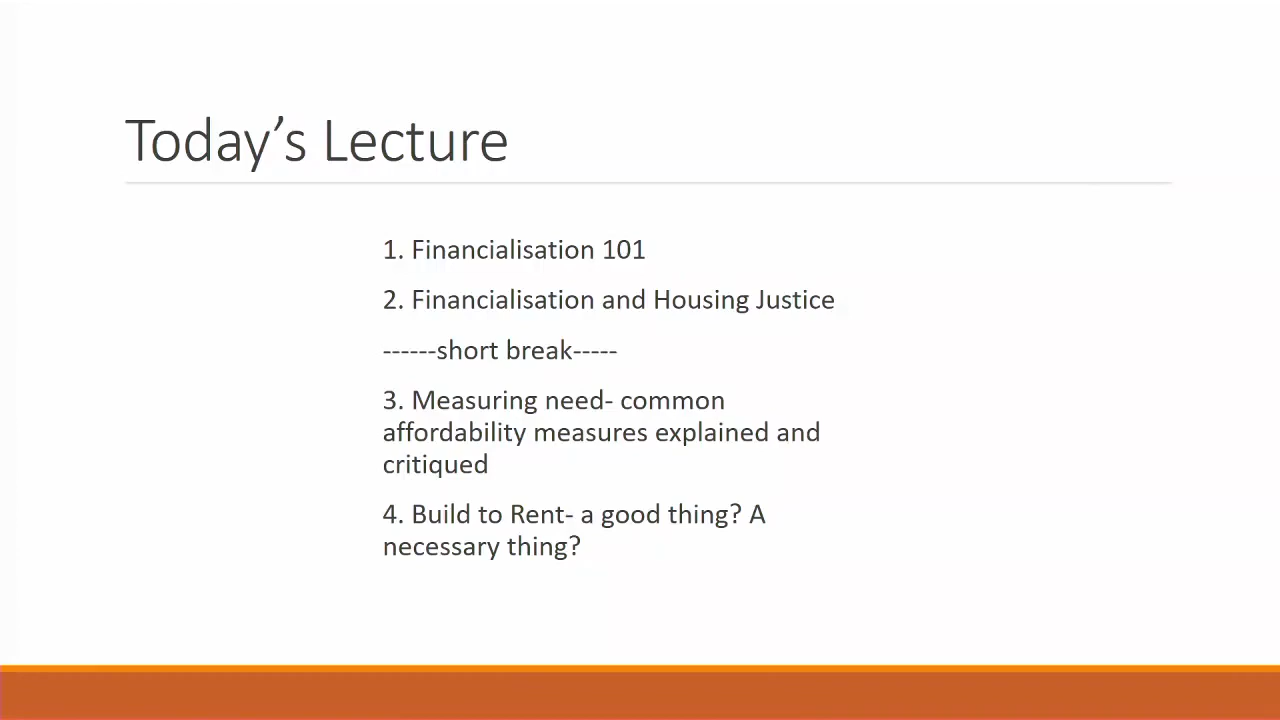 Today’s Lecture
1. Financialisation 101
2. Financialisation and Housing Justice
------short break-----
3. Measuring need- common
affordability measures explained and
critiqued
4. Build to Rent- a good thing? A
necessary thing?